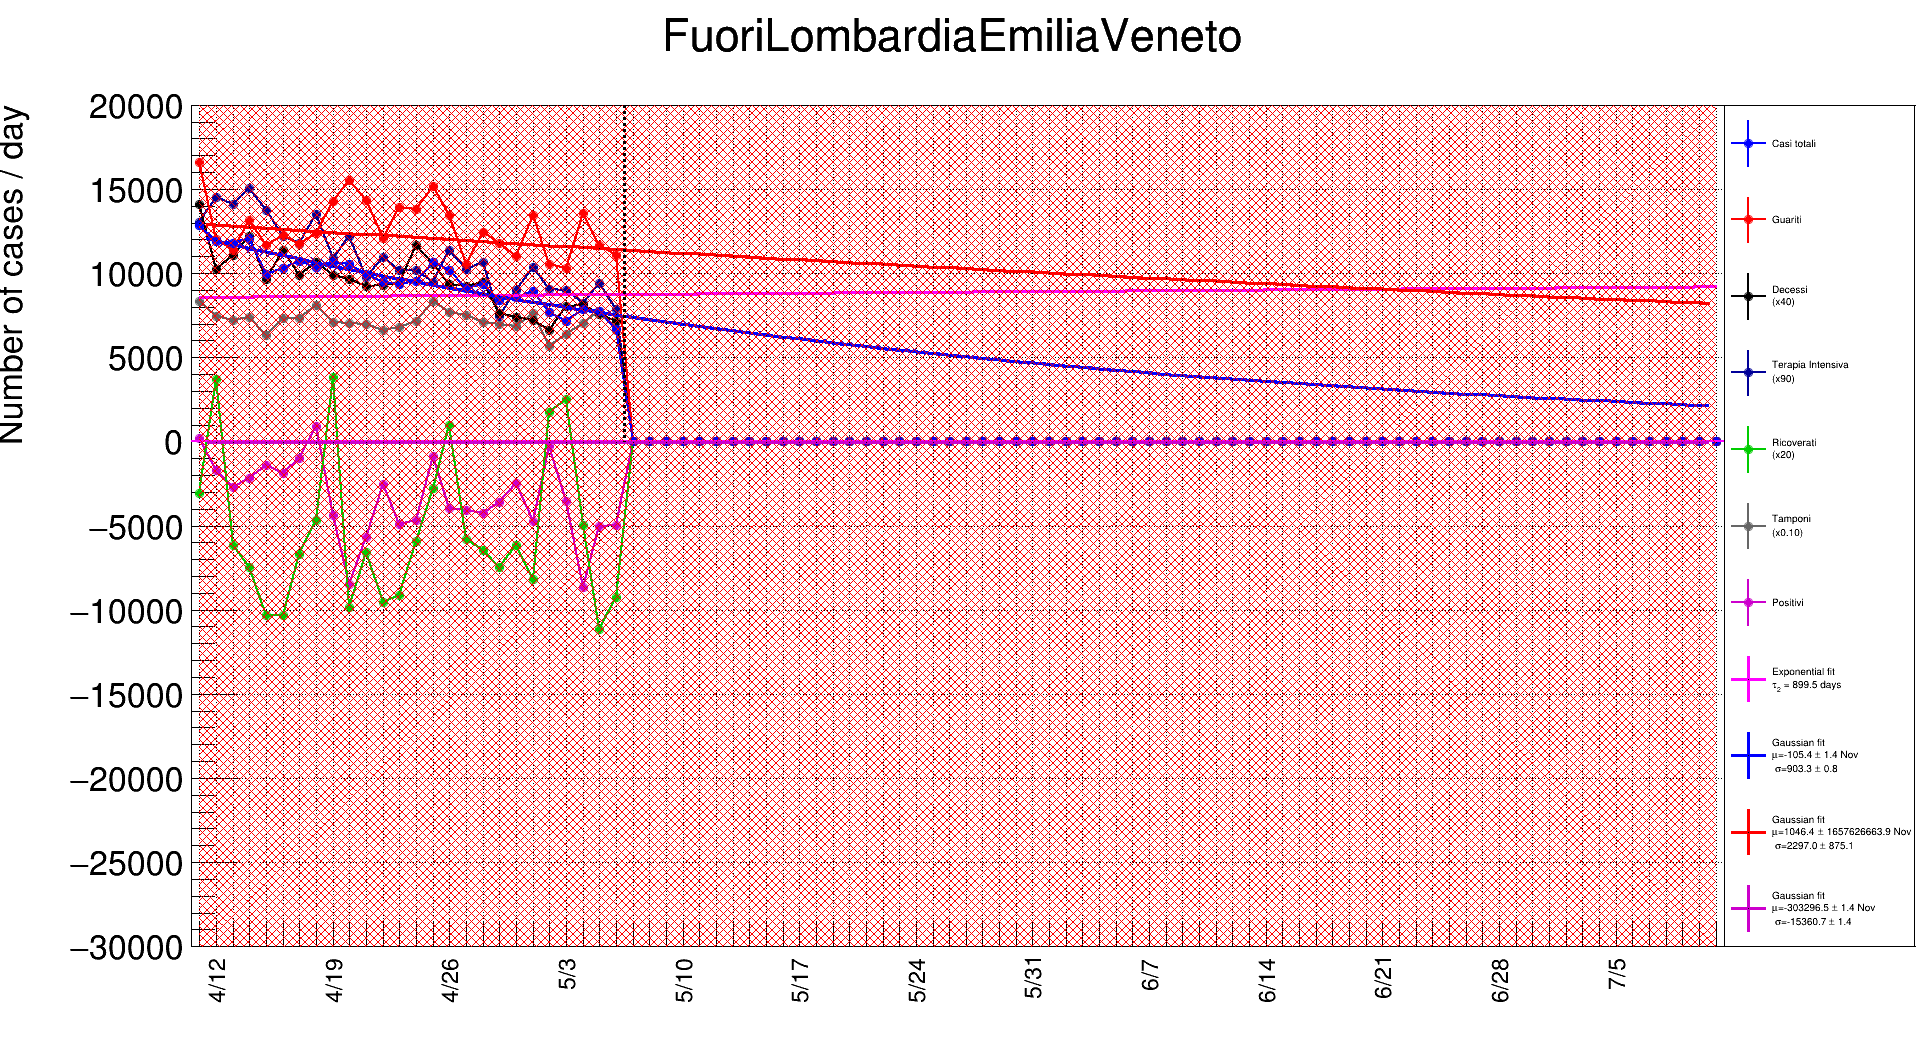 FuoriLombardiaEmiliaVeneto
Number of cases / day
20000
15000
10000
5000
0
−5000
−10000
−15000
−20000
−25000
−30000
4/12
4/19
4/26
5/3
5/10
5/17
5/24
5/31
6/7
6/14
6/21
6/28
7/5
Casi totali
Guariti
Decessi
(x40)
Terapia Intensiva
(x90)
Ricoverati
(x20)
Tamponi
(x0.10)
Positivi
Exponential fit
τ2 = 899.5 days
Gaussian fit
μ=-105.4 ± 1.4 Nov
σ=903.3 ± 0.8
Gaussian fit
μ=1046.4 ± 1657626663.9 Nov
σ=2297.0 ± 875.1
Gaussian fit
μ=-303296.5 ± 1.4 Nov
σ=-15360.7 ± 1.4